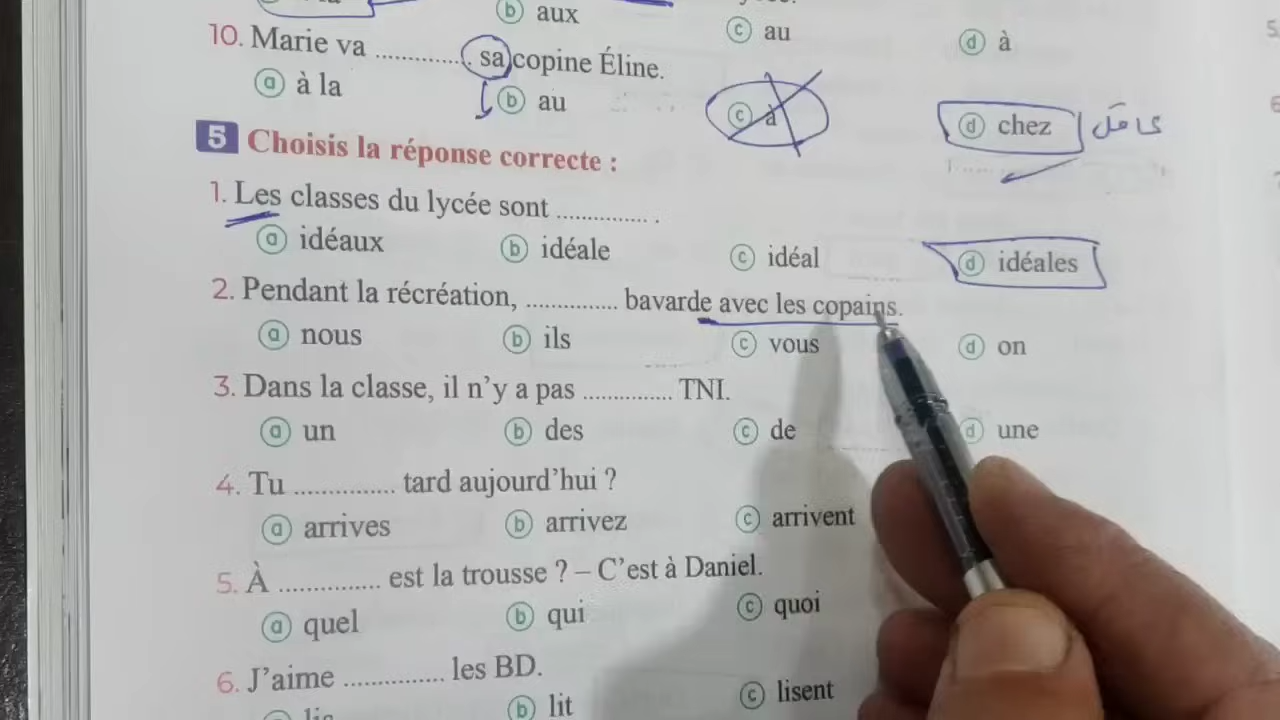 b aux
c au
d à
10. Marie va .............. sa copine Éline.
a à la
b au
c à
d chez
5 Choisis la réponse correcte :
1. Les classes du lycée sont .............. .
a idéaux
b idéale
c idéal
d idéales
2. Pendant la récréation, .............. bavarde avec les copains.
a nous
b ils
c vous
d on
3. Dans la classe, il n'y a pas .............. TNI.
a un
b des
c de
d une
4. Tu .............. tard aujourd'hui ?
a arrives
b arrivez
c arrivent
5. À .............. est la trousse ? – C'est à Daniel.
a quel
b qui
c quoi
6. J'aime .............. les BD.
b lit
c lisent